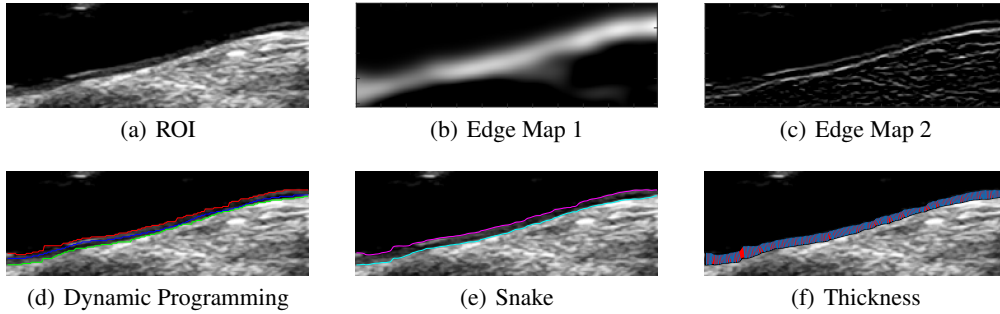 (a) ROI
(b) Edge Map 1
(c) Edge Map 2
(d) Dynamic Programming
(e) Snake
(f) Thickness